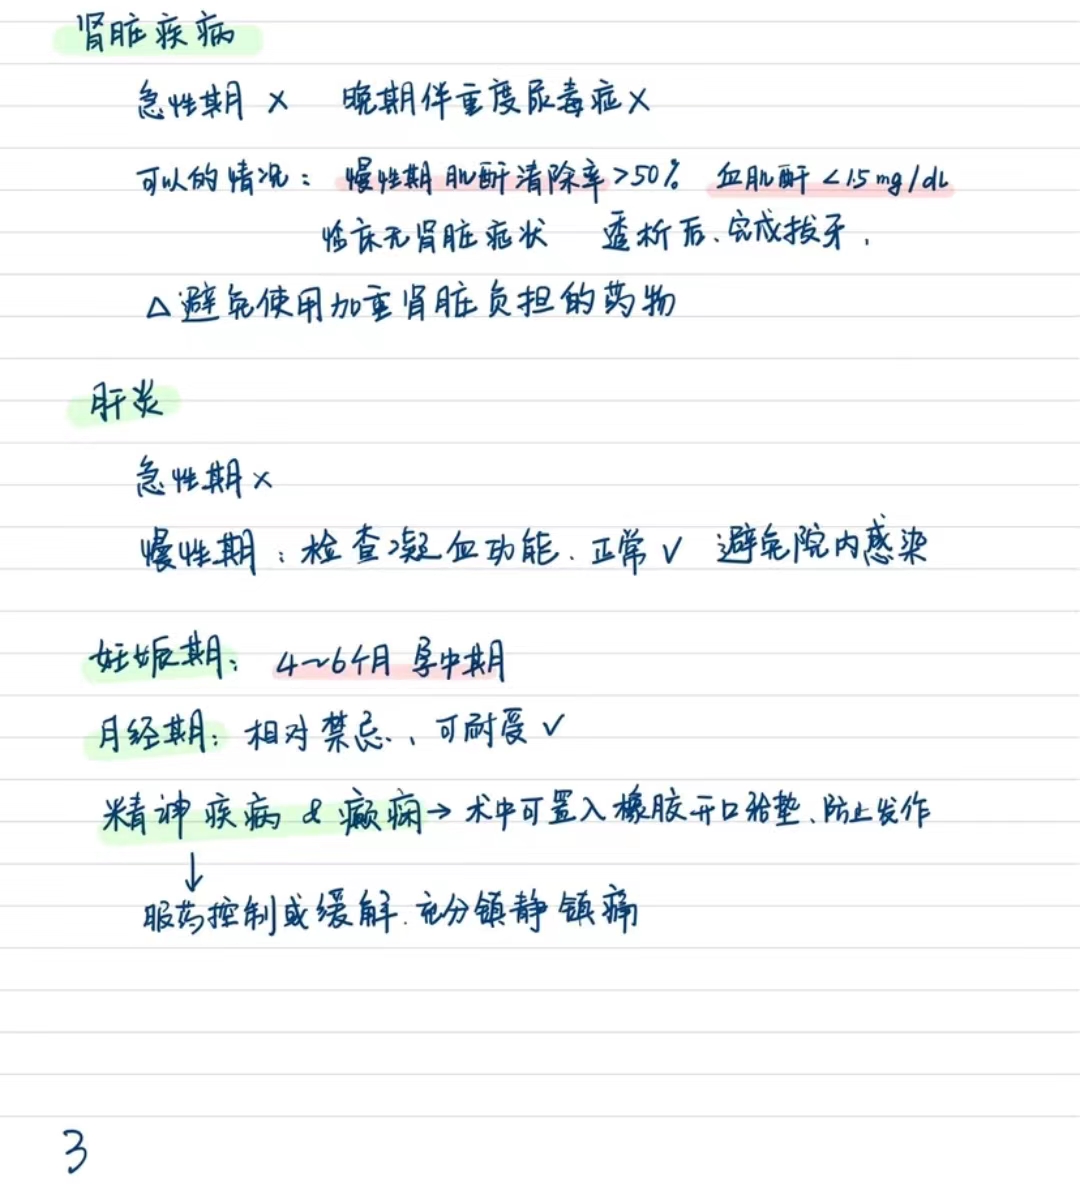 肾脏疾病
急性期 × 晚期伴重度尿毒症×
可以的情况：慢性期 肌酐清除率>50% 血肌酐<1.5mg/dL
临床无肾脏症状 透析后、完成拔牙，
△避免使用加重肾脏负担的药物
肝炎
急性期×
慢性期：检查凝血功能、正常✓ 避免院内感染
妊娠期：4~6个月 孕中期
月经期：相对禁忌、可耐受✓
精神疾病 & 癫痫→术中可置入橡胶开口颌垫、防止发作
↓
服药控制或缓解、充分镇静镇痛
3